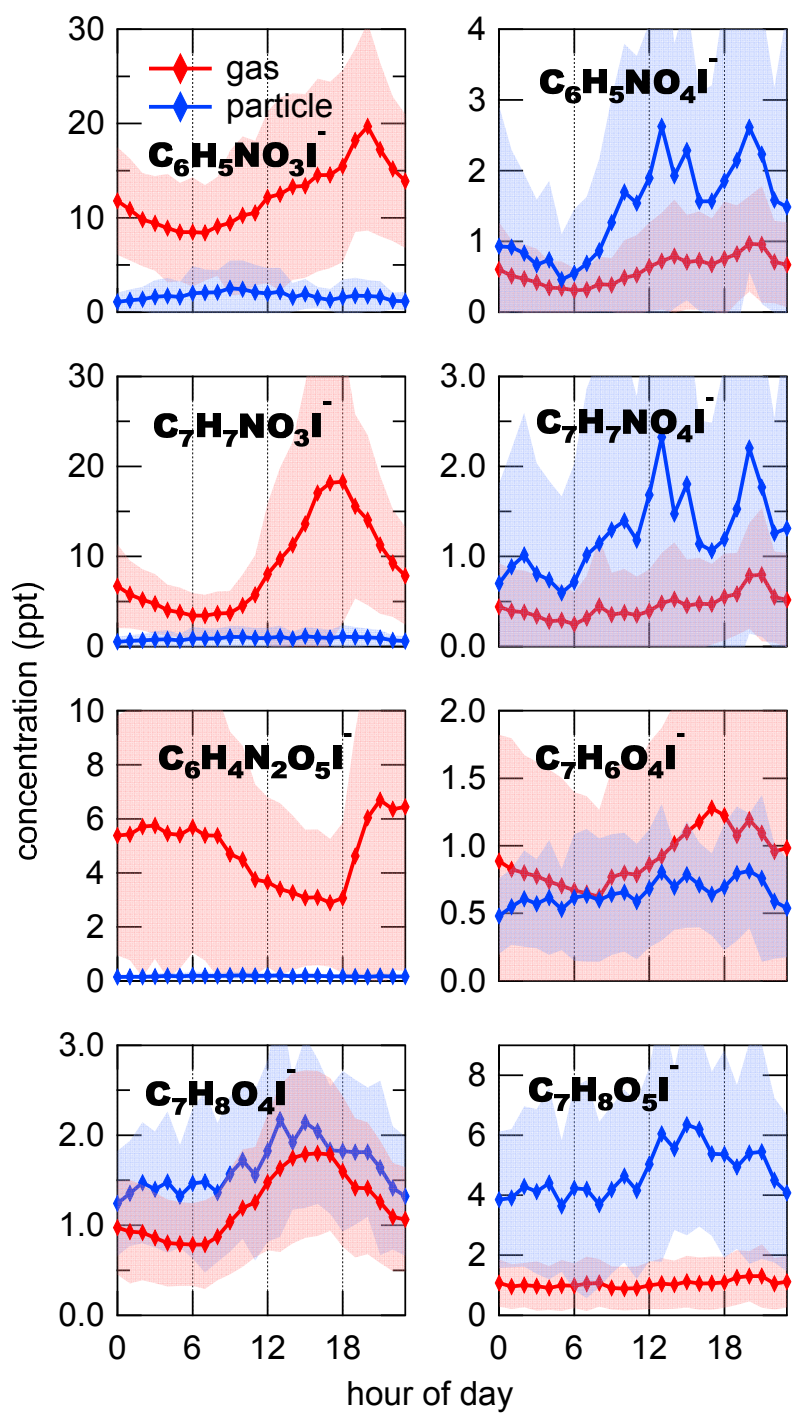 30
20
10
0
gas
particle
C₆H₅NO₃I⁻
4
3
2
1
0
C₆H₅NO₄I⁻
30
20
10
0
C₇H₇NO₃I⁻
3.0
2.0
1.0
0.0
C₇H₇NO₄I⁻
concentration (ppt)
10
8
6
4
2
0
C₆H₄N₂O₅I⁻
2.0
1.5
1.0
0.5
0.0
C₇H₆O₄I⁻
3.0
2.0
1.0
0.0
C₇H₈O₄I⁻
0 6 12 18
8
6
4
2
0
C₇H₈O₅I⁻
0 6 12 18
hour of day